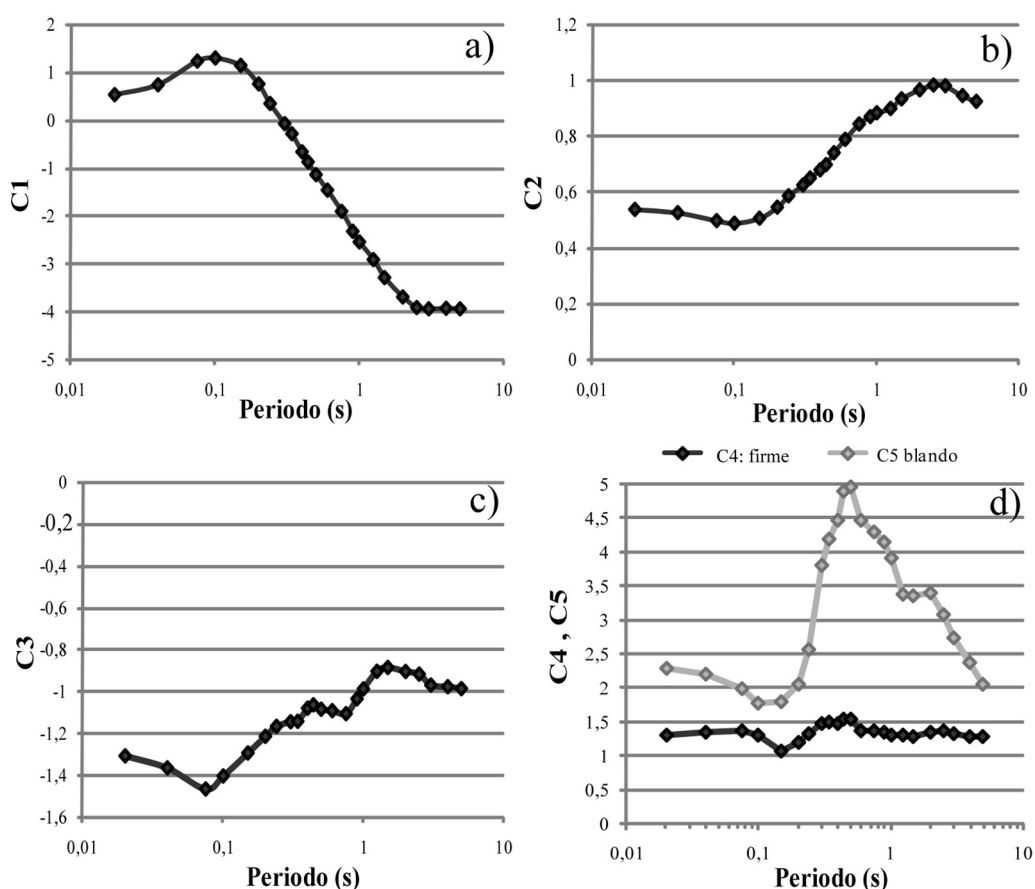 a)
C1
2
1
0
-1
-2
-3
-4
-5
0,01 0,1 1 10
Periodo (s)
b)
C2
1,2
1
0,8
0,6
0,4
0,2
0
0,01 0,1 1 10
Periodo (s)
c)
C3
0
-0,2
-0,4
-0,6
-0,8
-1
-1,2
-1,4
-1,6
0,01 0,1 1 10
Periodo (s)
C4: firme C5 blando
d)
C4 , C5
5
4,5
4
3,5
3
2,5
2
1,5
1
0,5
0
0,01 0,1 1 10
Periodo (s)